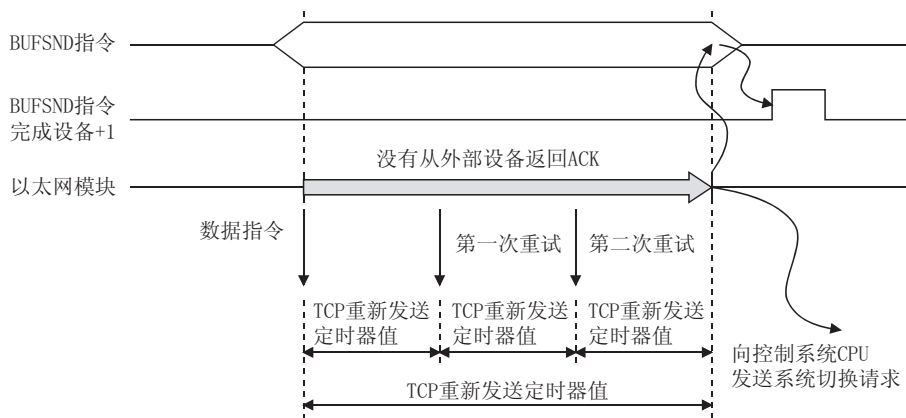 BUFSND指令
BUFSND指令
完成设备+1
没有从外部设备返回ACK
以太网模块
数据指令
第一次重试
第二次重试
TCP重新发送
定时器值
TCP重新发送
定时器值
TCP重新发送
定时器值
向控制系统CPU
发送系统切换请求
TCP重新发送定时器值